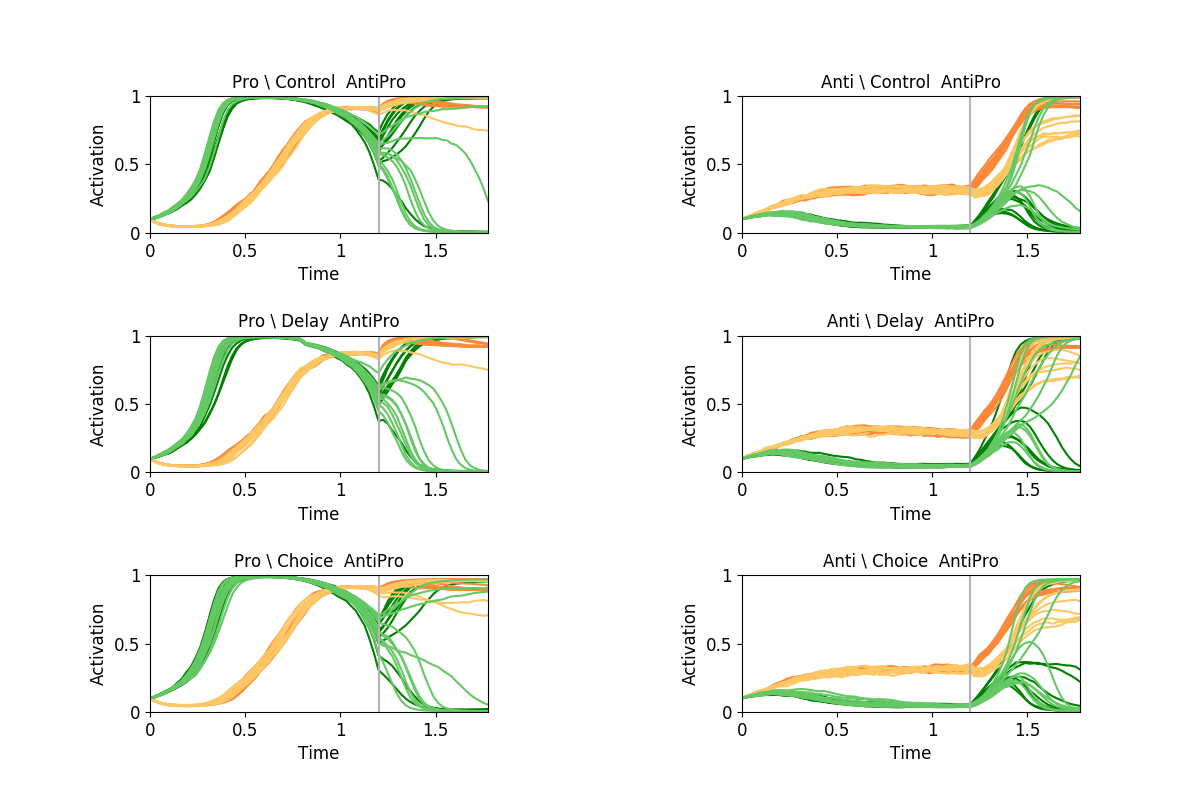 Pro \ Control  AntiPro
Activation
1
0.5
0
0 0.5 1 1.5
Time
Anti \ Control  AntiPro
Activation
1
0.5
0
0 0.5 1 1.5
Time
Pro \ Delay  AntiPro
Activation
1
0.5
0
0 0.5 1 1.5
Time
Anti \ Delay  AntiPro
Activation
1
0.5
0
0 0.5 1 1.5
Time
Pro \ Choice  AntiPro
Activation
1
0.5
0
0 0.5 1 1.5
Time
Anti \ Choice  AntiPro
Activation
1
0.5
0
0 0.5 1 1.5
Time